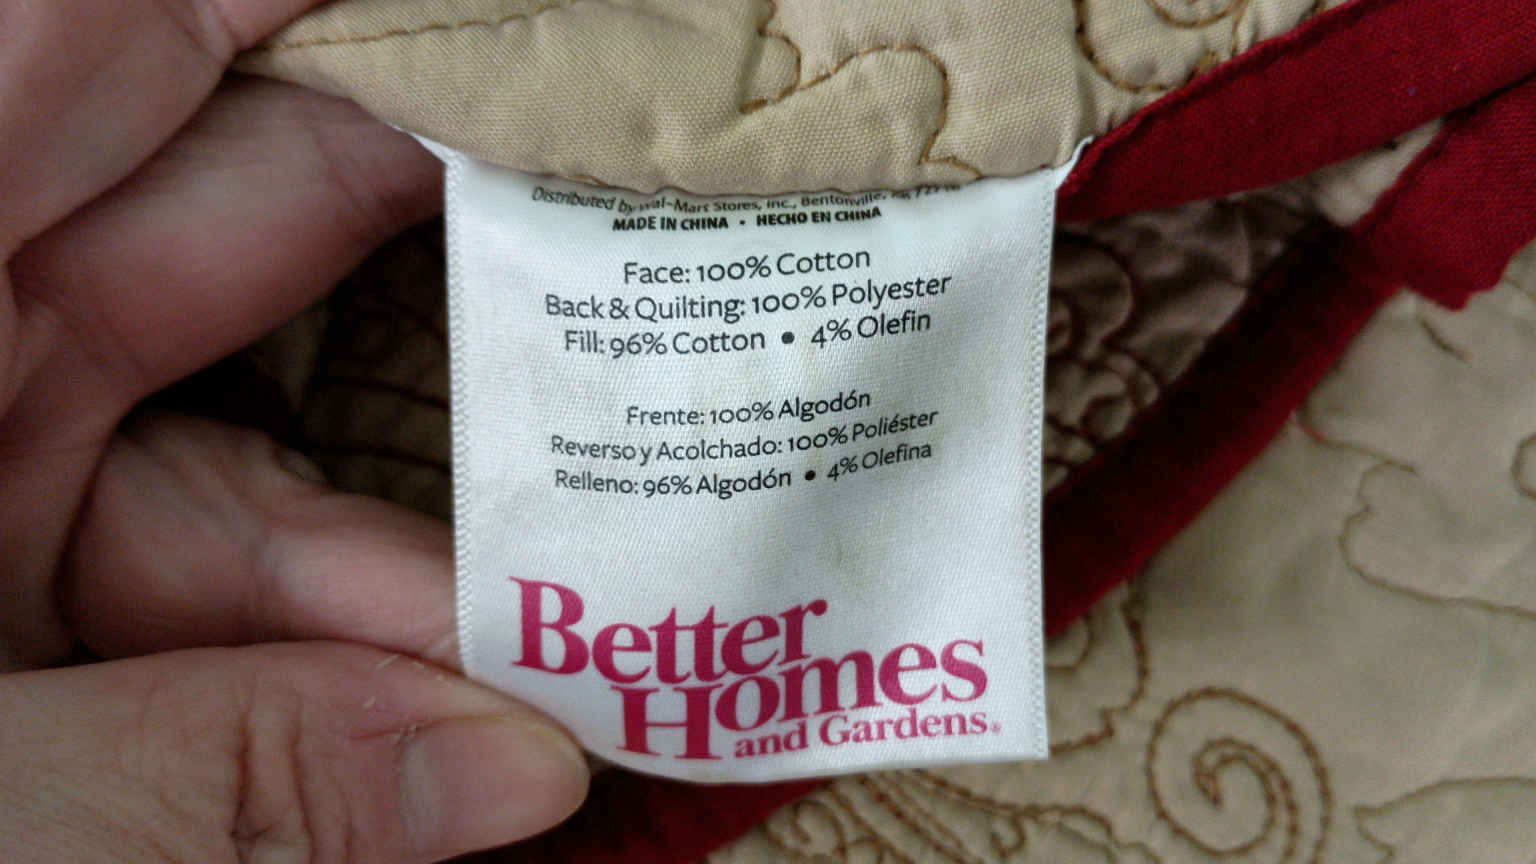 Distributed by Wal-Mart Stores, Inc., Bentonville,
MADE IN CHINA • HECHO EN CHINA
Face: 100% Cotton
Back & Quilting: 100% Polyester
Fill: 96% Cotton • 4% Olefin
Frente: 100% Algodón
Reverso y Acolchado: 100% Poliéster
Relleno: 96% Algodón • 4% Olefina
Better
Homes
and Gardens®